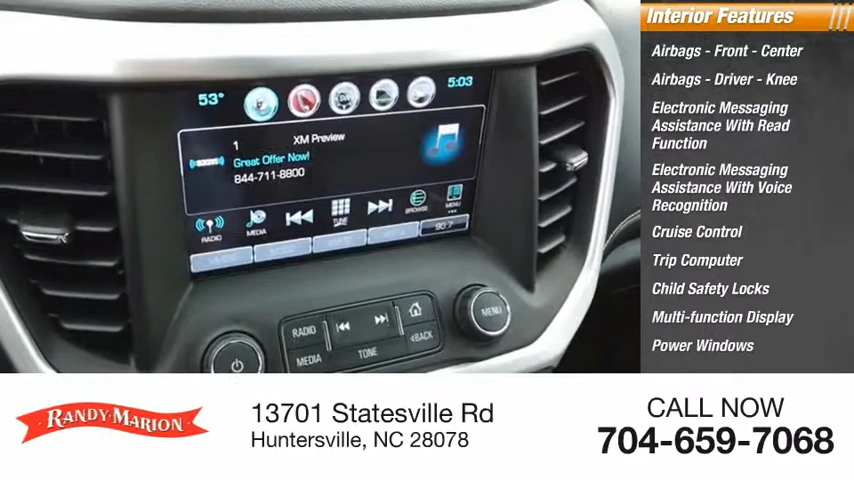 53°
5:03
1
XM Preview
Great Offer Now!
844-711-8800
RADIO
MEDIA
TUNE
BROWSE
MENU
90.7
RADIO
MEDIA
TONE
BACK
MENU
Interior Features
Airbags - Front - Center
Airbags - Driver - Knee
Electronic Messaging
Assistance With Read
Function
Electronic Messaging
Assistance With Voice
Recognition
Cruise Control
Trip Computer
Child Safety Locks
Multi-function Display
Power Windows
RANDY MARION
13701 Statesville Rd
Huntersville, NC 28078
CALL NOW
704-659-7068